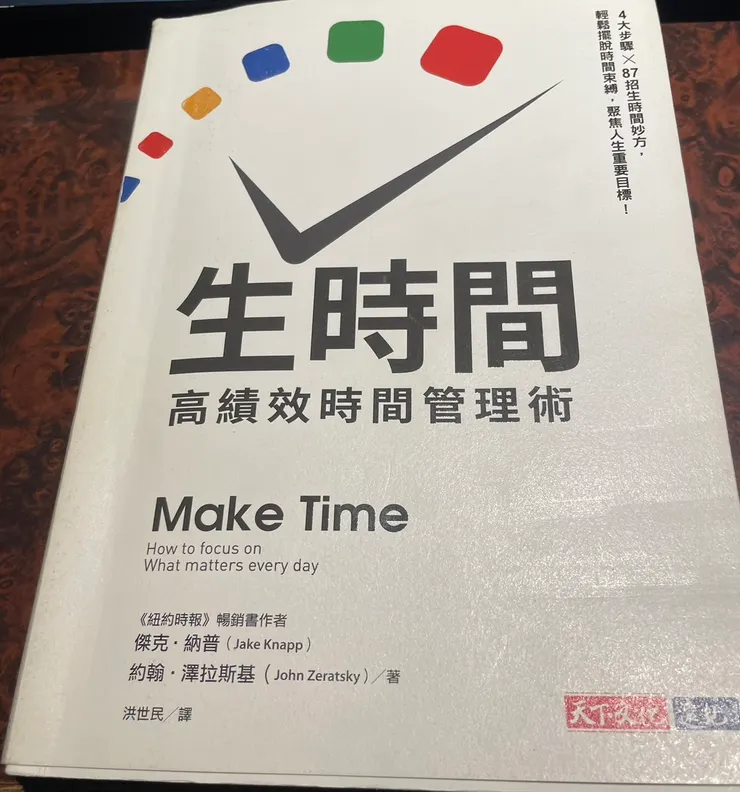 4大步驟×87招生時間妙方，
輕鬆擺脫時間束縛，聚焦人生重要目標！
生時間
高績效時間管理術
Make Time
How to focus on
What matters every day
《紐約時報》暢銷書作者
傑克・納普（Jake Knapp）
約翰・澤拉斯基（John Zeratsky）／著
洪世民／譯
天下文化